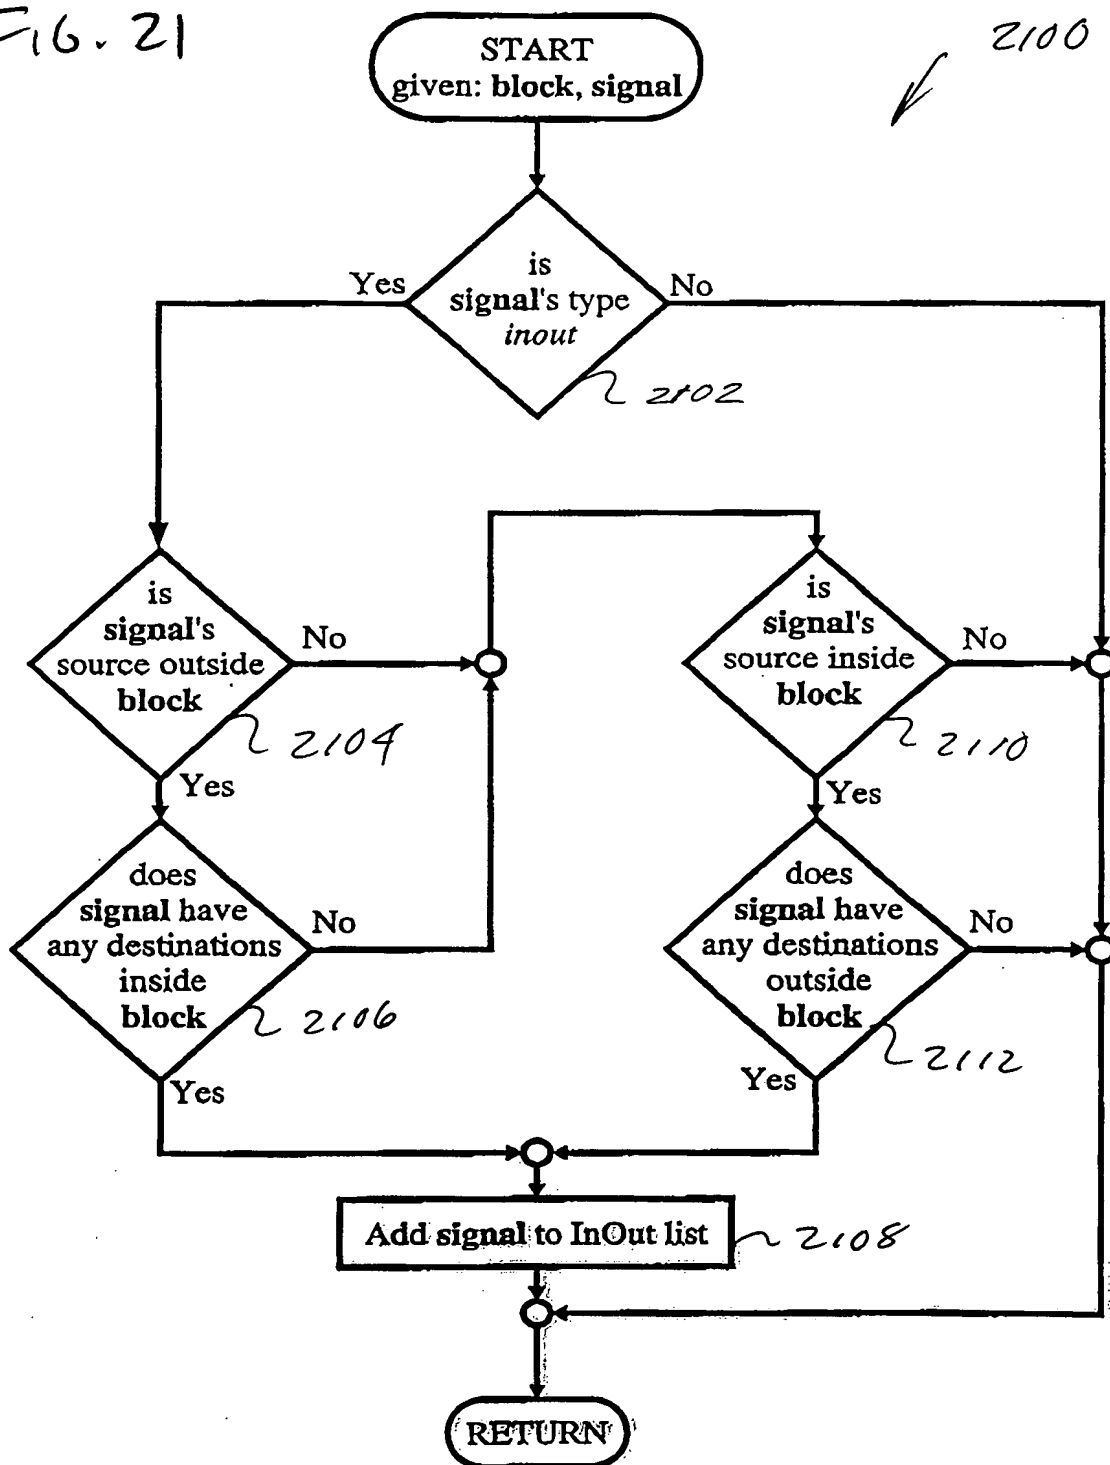 FIG. 21
2100
START
given: block, signal
is
signal's type
inout
Yes
No
2102
is
signal's
source outside
block
No
2104
Yes
is
signal's
source inside
block
No
2110
Yes
does
signal have
any destinations
inside
block
No
2106
Yes
does
signal have
any destinations
outside
block
No
2112
Yes
Add signal to InOut list
2108
RETURN